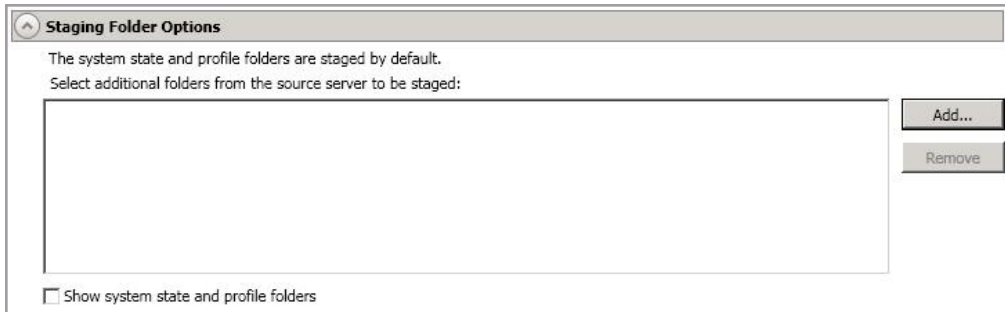 Staging Folder Options
The system state and profile folders are staged by default.
Select additional folders from the source server to be staged:
Add...
Remove
Show system state and profile folders